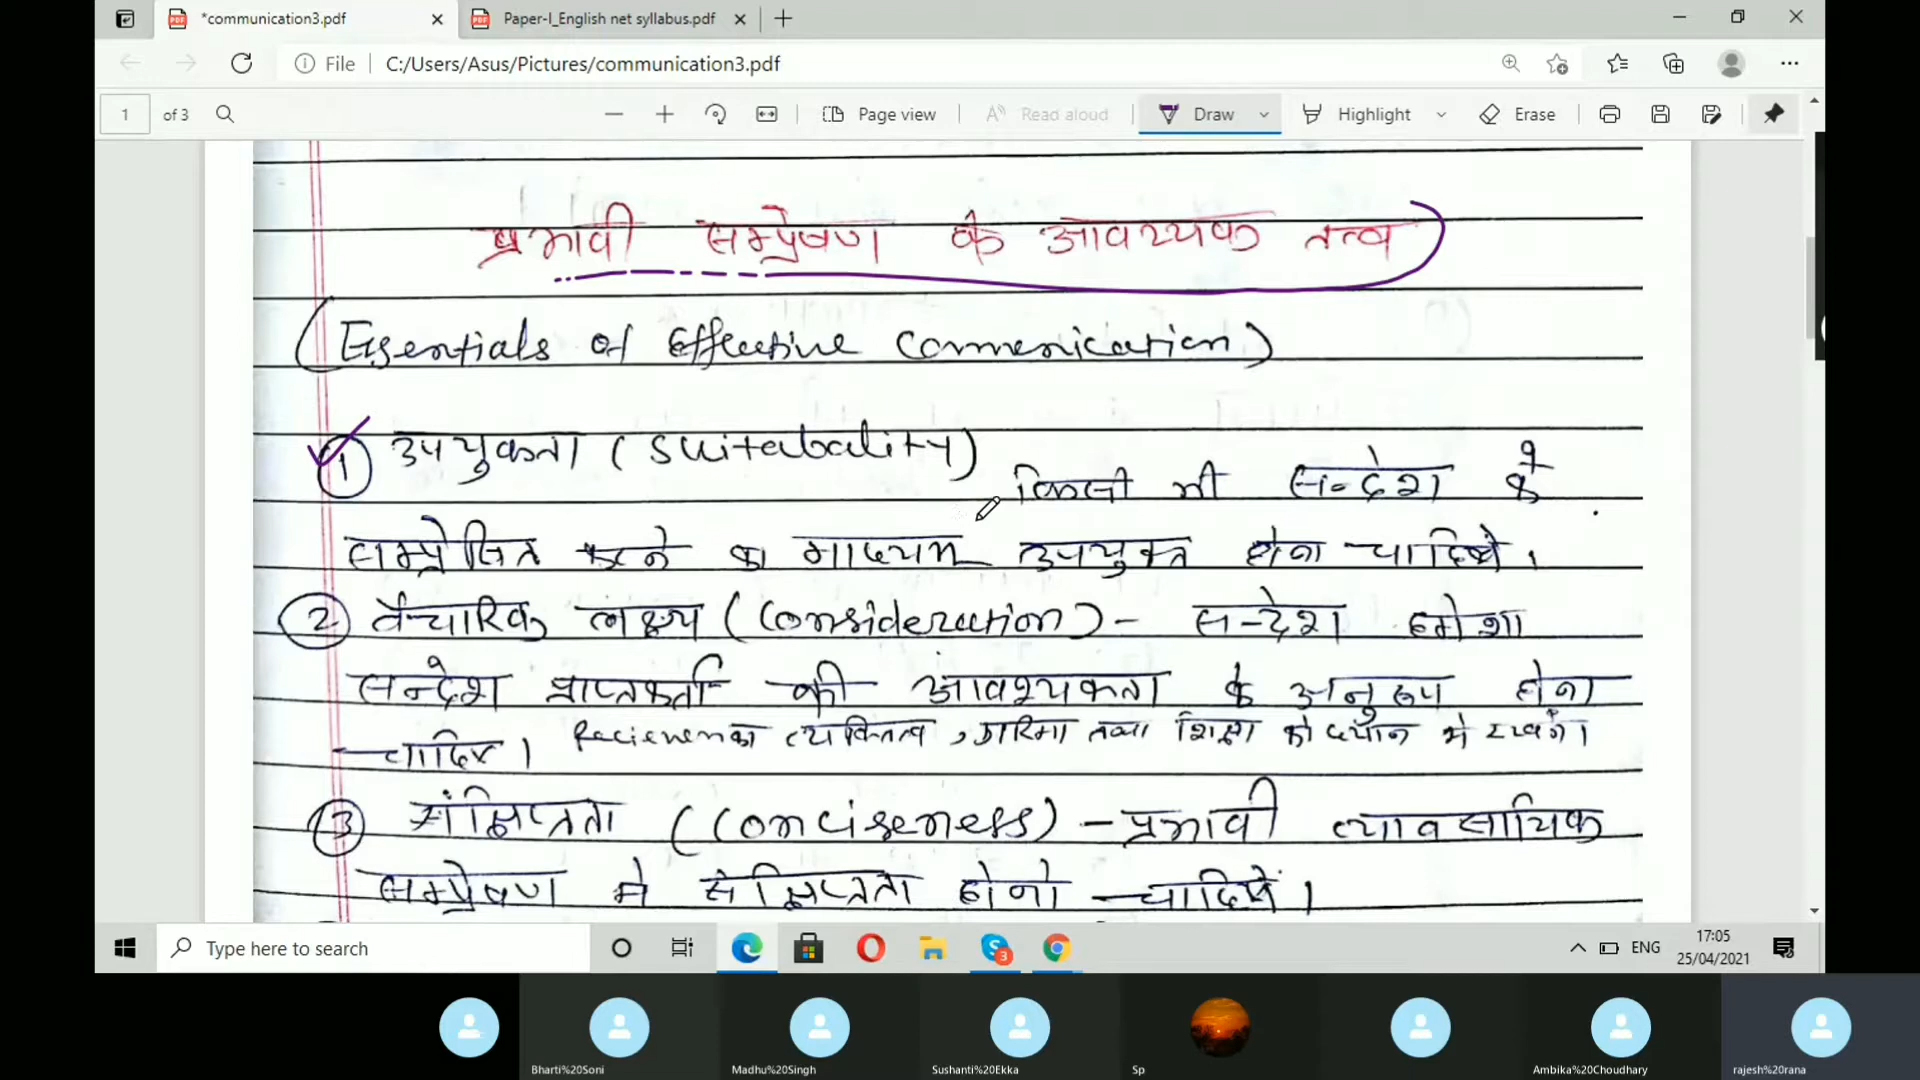 *communication3.pdf
Paper-I_English net syllabus.pdf
File
C:/Users/Asus/Pictures/communication3.pdf
1 of 3
Page view
Read aloud
Draw
Highlight
Erase
प्रभावी सम्प्रेषण के आवश्यक तत्व
(Essentials of Effective Communication)
1 उपयुक्तता (Suitability)
किसी भी सन्देश के
सम्प्रेसित करने का माध्यम उपयुक्त होना चाहिये।
2 वैचारिक लक्ष्य (Consideration) - सन्देश हमेशा
सन्देश प्राप्तकर्ता की आवश्यकता के अनुरूप होना
चाहिए। का व्यक्तित्व, गरिमा तथा शिक्षा को ध्यान में रखेंगे।
3 संक्षिप्तता (Conciseness) - प्रभावी व्यावसायिक
सम्प्रेषण मे संक्षिप्तता होनी चाहिये।
Type here to search
3
ENG
17:05
25/04/2021
Bharti%20Soni
Madhu%20Singh
Sushanti%20Ekka
Sp
Ambika%20Choudhary
rajesh%20rana